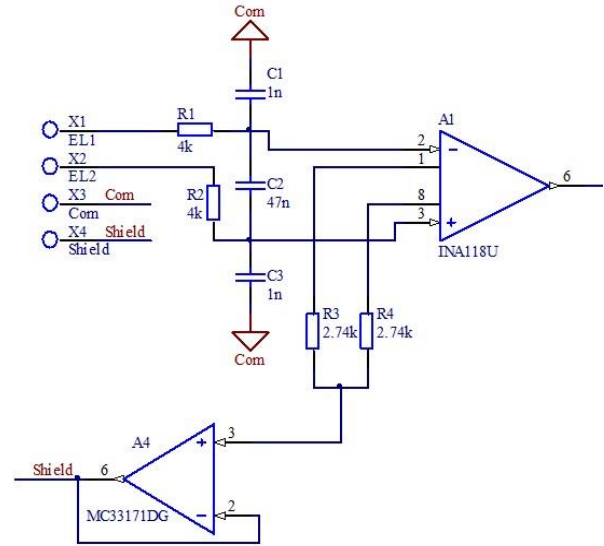 Com
C1
1n
X1
EL1
R1
4k
A1
2
-
1
6
X2
EL2
C2
47n
R2
4k
8
3
+
X3
Com
Com
X4
Shield
Shield
INA118U
C3
1n
Com
R3
2.74k
R4
2.74k
A4
+
3
Shield
6
MC33171DG
-
2